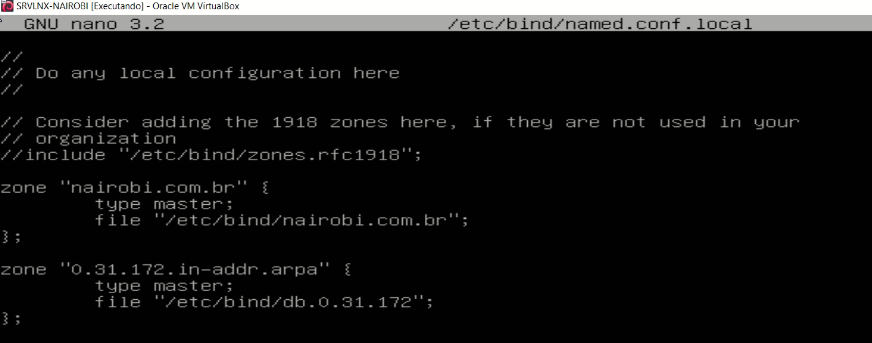 SRVLNX-NAIROBI [Executando] - Oracle VM VirtualBox
GNU nano 3.2 /etc/bind/named.conf.local
//
// Do any local configuration here
//
// Consider adding the 1918 zones here, if they are not used in your
// organization
//include "/etc/bind/zones.rfc1918";
zone "nairobi.com.br" {
type master;
file "/etc/bind/nairobi.com.br";
};
zone "0.31.172.in-addr.arpa" {
type master;
file "/etc/bind/db.0.31.172";
};